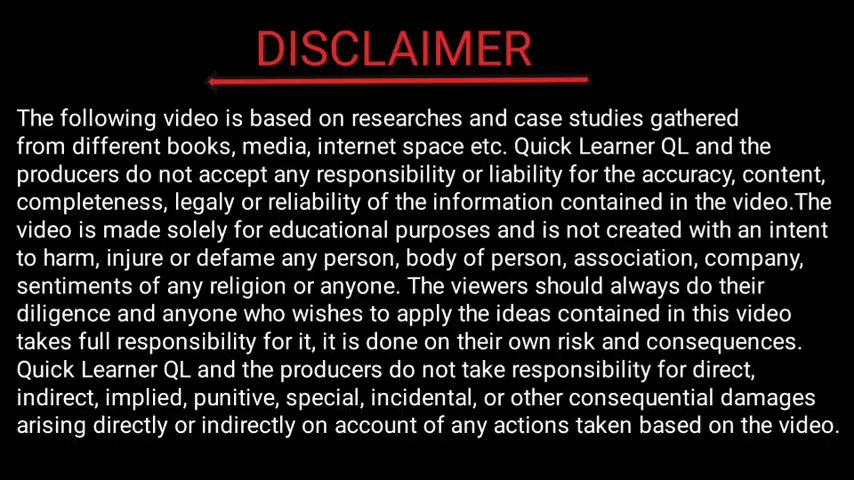 DISCLAIMER
The following video is based on researches and case studies gathered
from different books, media, internet space etc. Quick Learner QL and the
producers do not accept any responsibility or liability for the accuracy, content,
completeness, legaly or reliability of the information contained in the video.The
video is made solely for educational purposes and is not created with an intent
to harm, injure or defame any person, body of person, association, company,
sentiments of any religion or anyone. The viewers should always do their
diligence and anyone who wishes to apply the ideas contained in this video
takes full responsibility for it, it is done on their own risk and consequences.
Quick Learner QL and the producers do not take responsibility for direct,
indirect, implied, punitive, special, incidental, or other consequential damages
arising directly or indirectly on account of any actions taken based on the video.